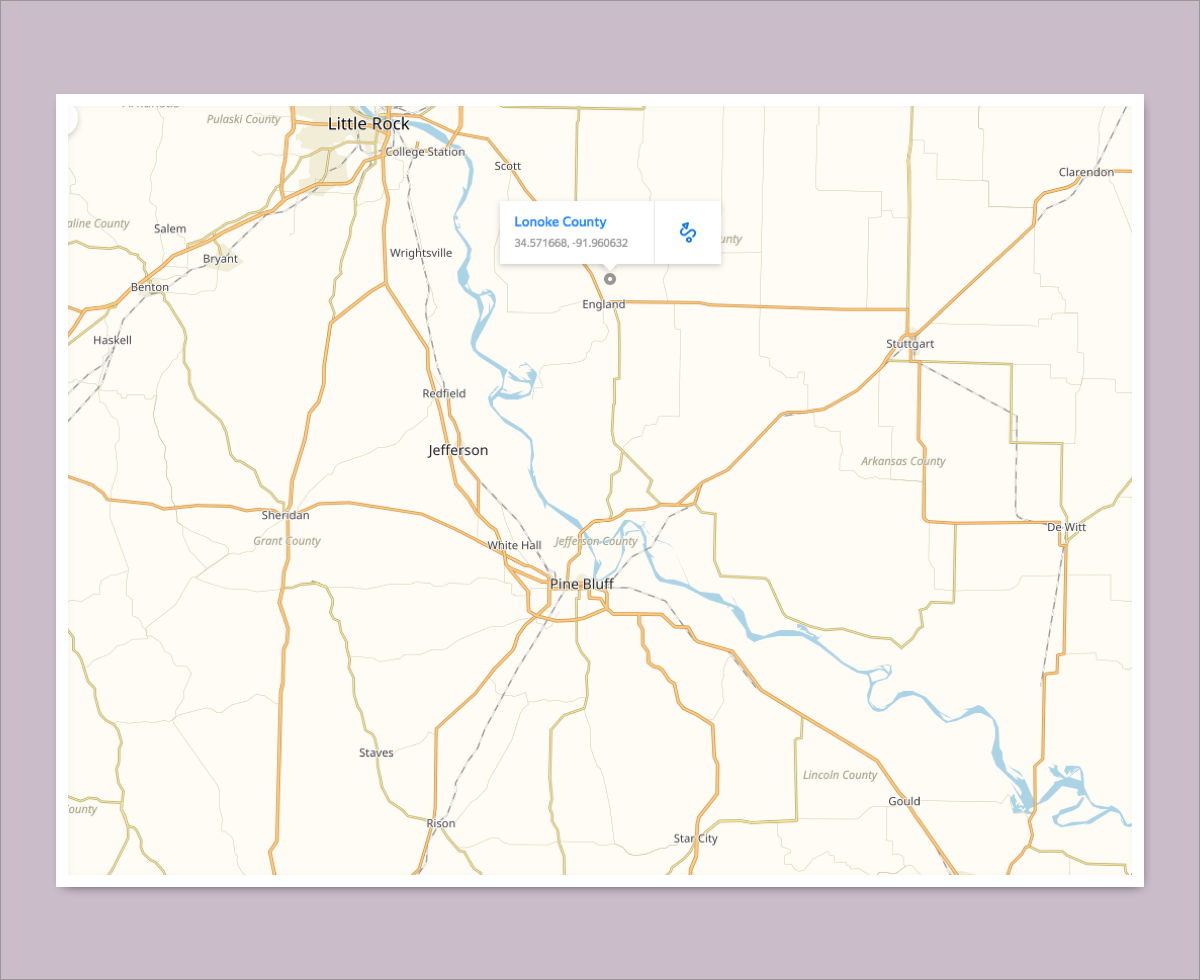 Little Rock
Pulaski County
College Station
Scott
Clarendon
Lonoke County
34.571668, -91.960632
aline County
Salem
unty
Wrightsville
Bryant
Benton
England
Haskell
Stuttgart
Redfield
Jefferson
Arkansas County
Sheridan
De Witt
Grant County
White Hall
Jefferson County
Pine Bluff
Staves
Lincoln County
Gould
ounty
Rison
Star City